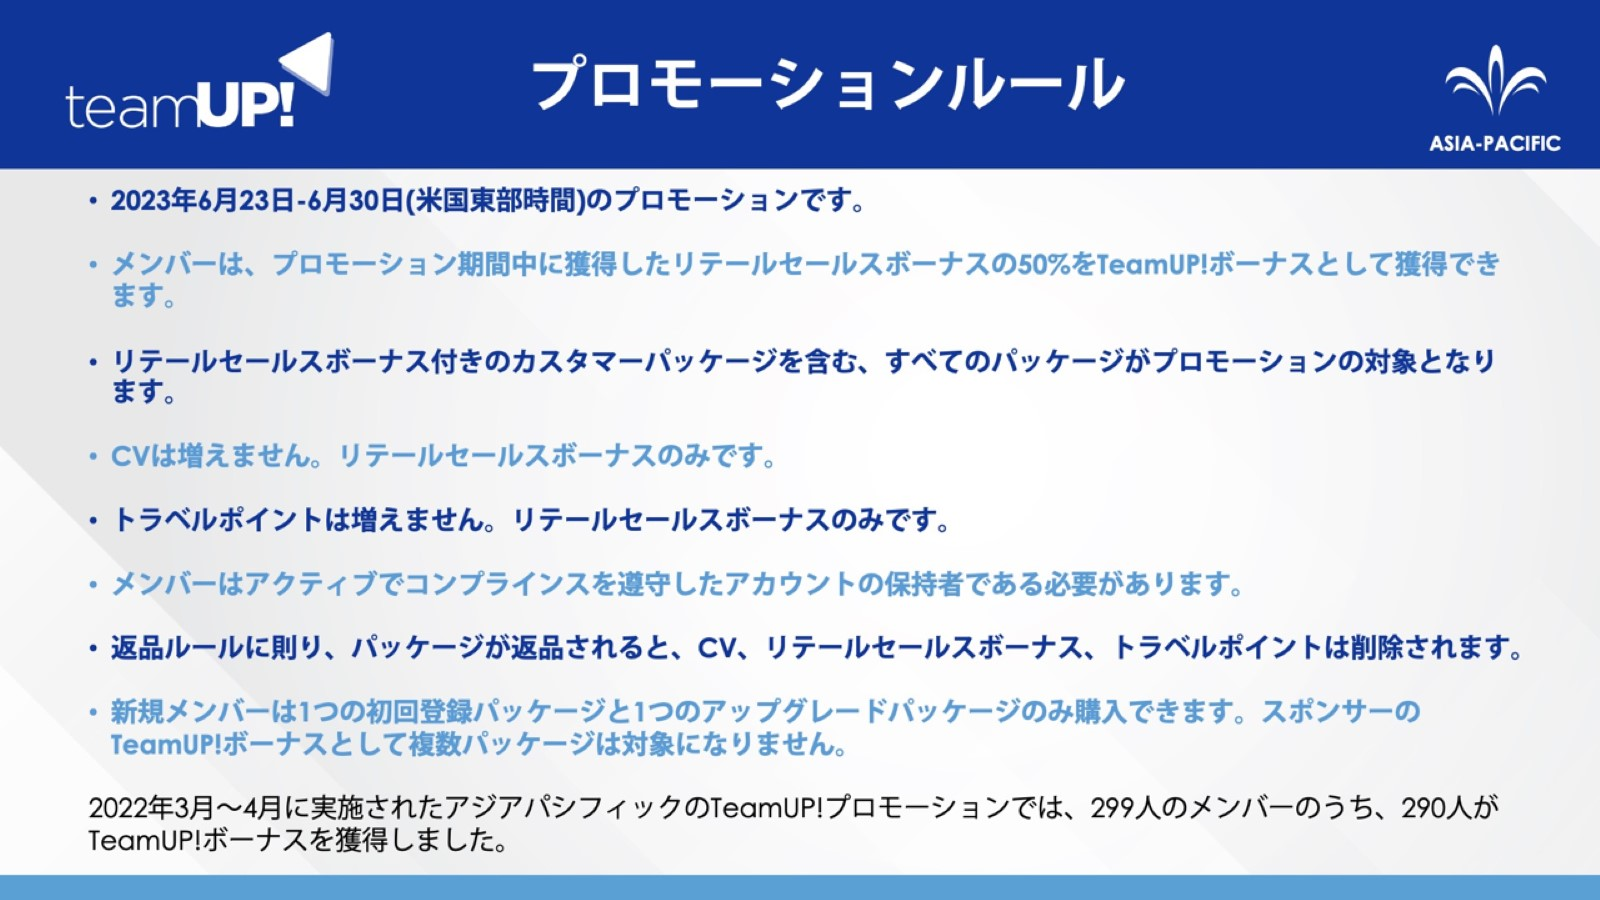 teamUP!
プロモーションルール
ASIA-PACIFIC
• 2023年6月23日-6月30日(米国東部時間)のプロモーションです。
• メンバーは、プロモーション期間中に獲得したリテールセールスボーナスの50%をTeamUP!ボーナスとして獲得でき
ます。
• リテールセールスボーナス付きのカスタマーパッケージを含む、すべてのパッケージがプロモーションの対象となり
ます。
• CVは増えません。リテールセールスボーナスのみです。
• トラベルポイントは増えません。リテールセールスボーナスのみです。
• メンバーはアクティブでコンプラインスを遵守したアカウントの保持者である必要があります。
• 返品ルールに則り、パッケージが返品されると、CV、リテールセールスボーナス、トラベルポイントは削除されます。
• 新規メンバーは1つの初回登録パッケージと1つのアップグレードパッケージのみ購入できます。スポンサーの
TeamUP!ボーナスとして複数パッケージは対象になりません。
2022年3月〜4月に実施されたアジアパシフィックのTeamUP!プロモーションでは、299人のメンバーのうち、290人が
TeamUP!ボーナスを獲得しました。